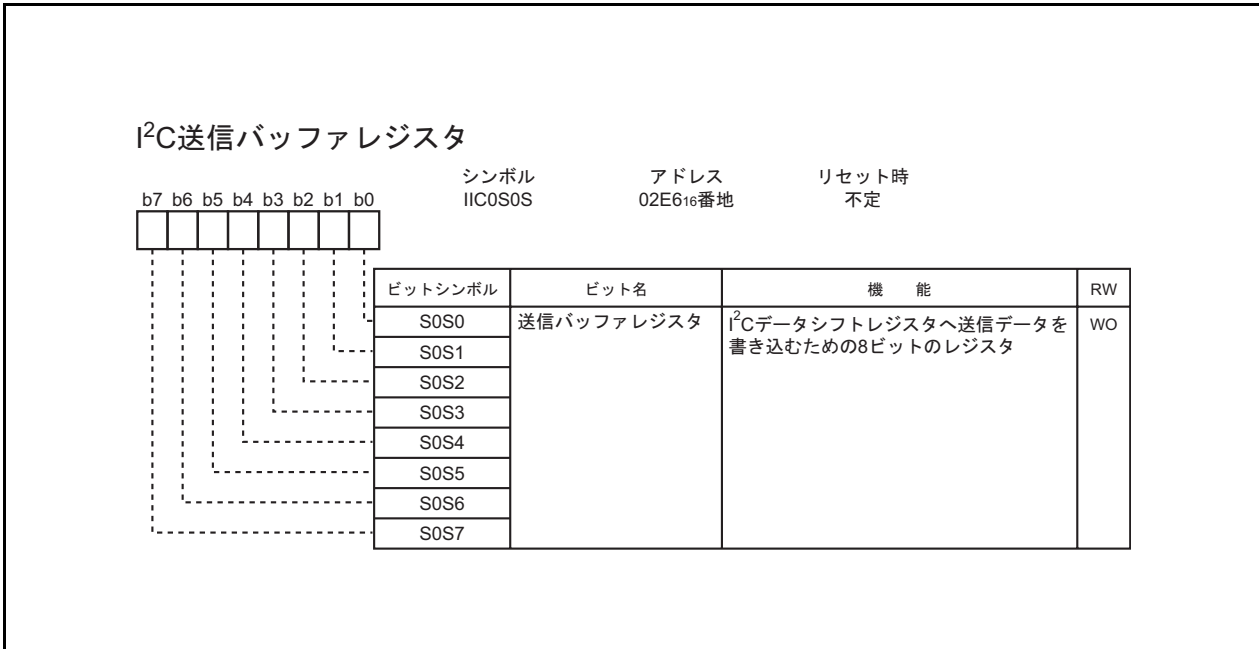 I²C送信バッファレジスタ
シンボル アドレス リセット時
b7 b6 b5 b4 b3 b2 b1 b0 IIC0S0S 02E6₁₆番地 不定
ビットシンボル ビット名 機 能 RW
S0S0 送信バッファレジスタ I²Cデータシフトレジスタへ送信データを WO
書き込むための8ビットのレジスタ
S0S1
S0S2
S0S3
S0S4
S0S5
S0S6
S0S7